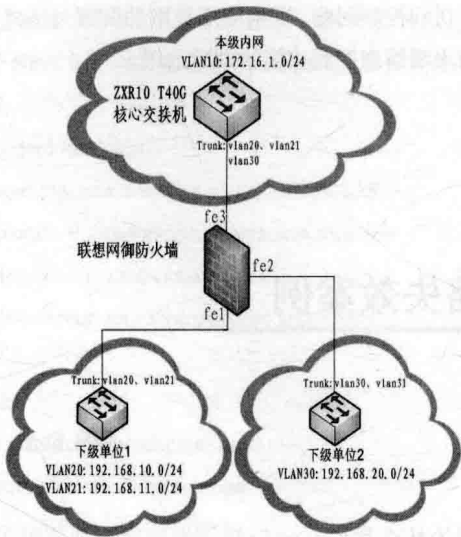 本级内网
VLAN10: 172.16.1.0/24
ZXR10 T40G
核心交换机
Trunk: vlan20、vlan21
vlan30
fe3
联想网御防火墙
fe2
fe1
Trunk: vlan20、vlan21
下级单位1
VLAN20: 192.168.10.0/24
VLAN21: 192.168.11.0/24
Trunk: vlan30、vlan31
下级单位2
VLAN30: 192.168.20.0/24